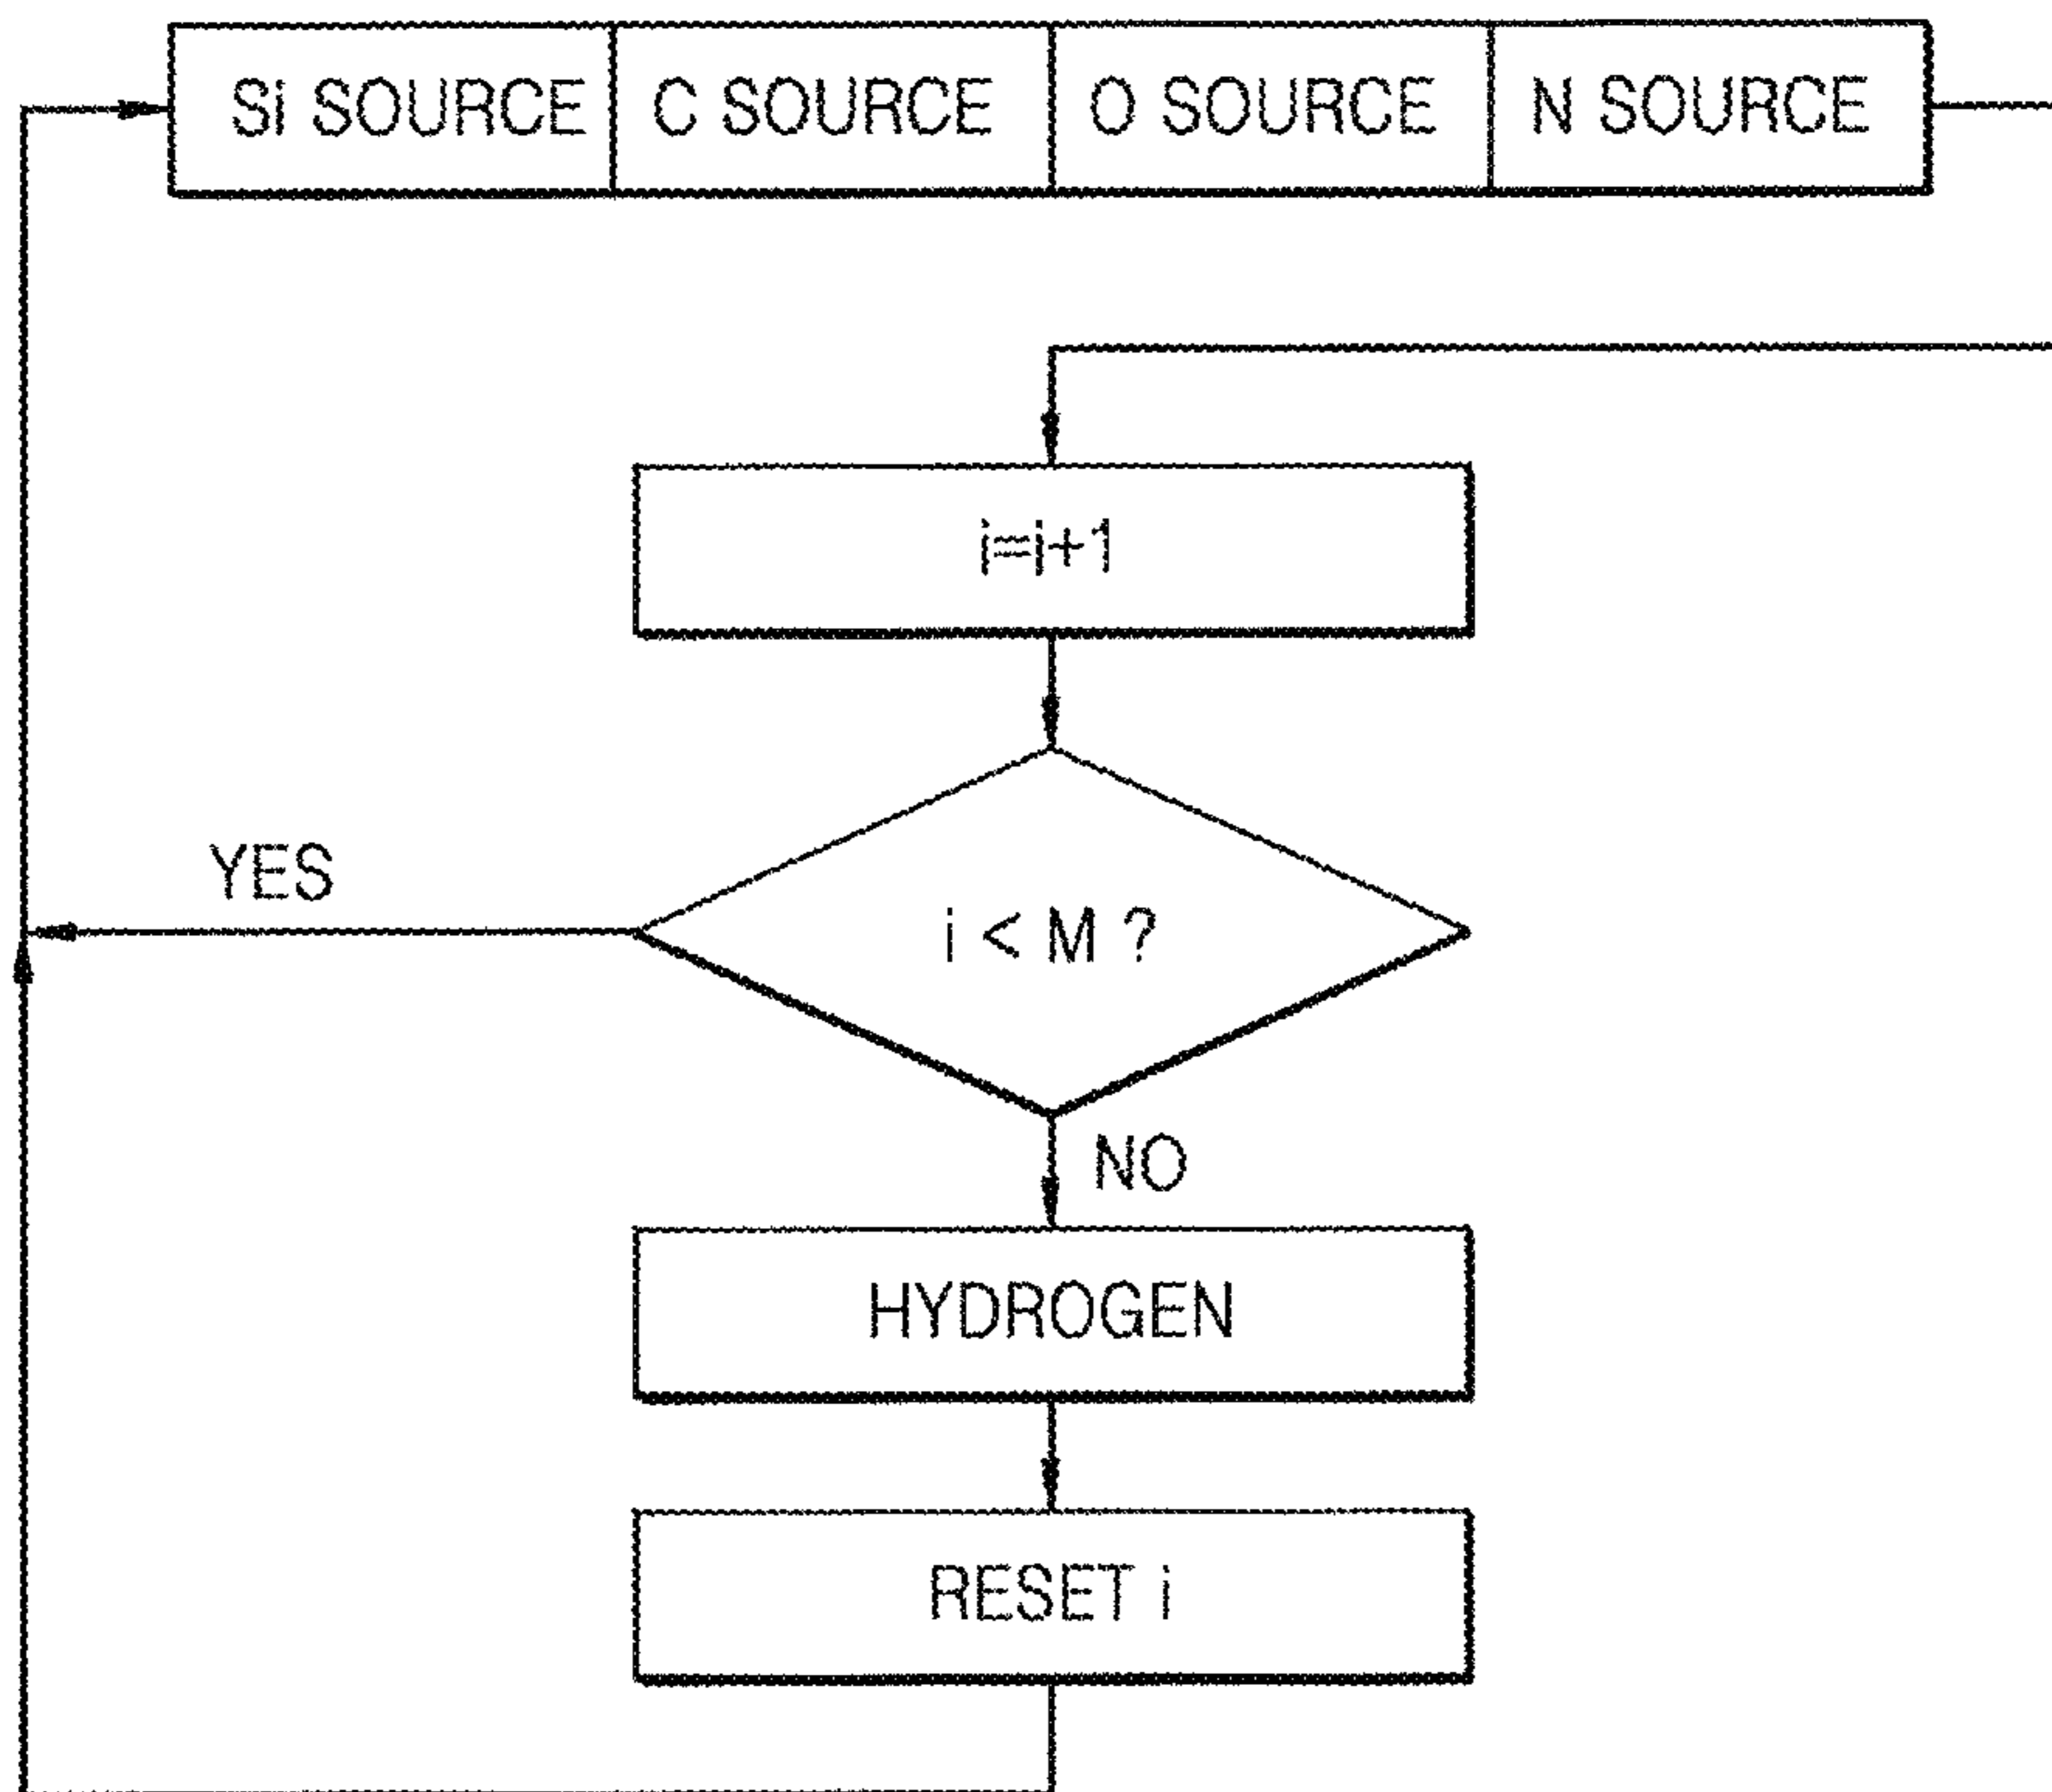 Si SOURCE C SOURCE O SOURCE N SOURCE
i=i+1
YES
i < M ?
NO
HYDROGEN
RESET i